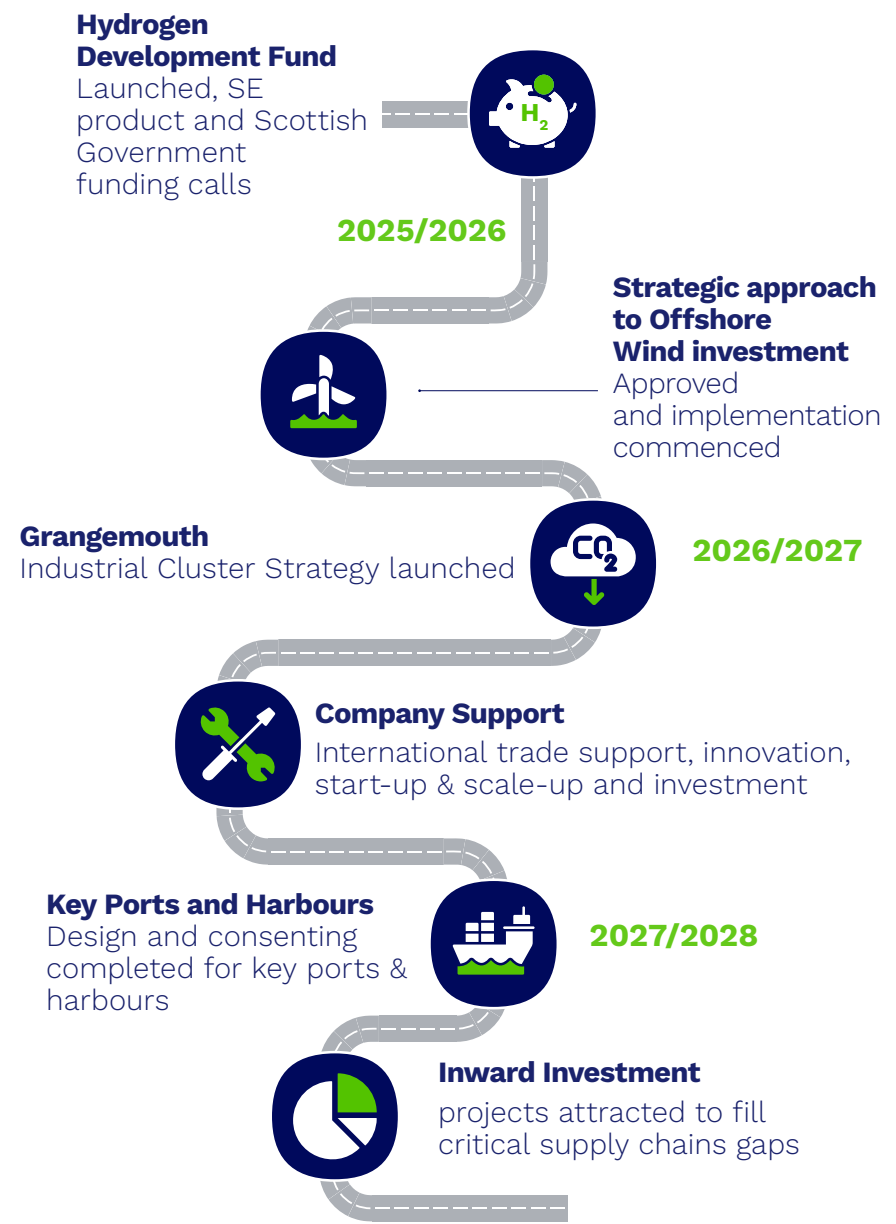 Hydrogen
Development Fund
Launched, SE
product and Scottish
Government
funding calls
H2
2025/2026
Strategic approach
to Offshore
Wind investment
Approved
and implementation
commenced
Grangemouth
Industrial Cluster Strategy launched
CO2
2026/2027
Company Support
International trade support, innovation,
start-up & scale-up and investment
Key Ports and Harbours
Design and consenting
completed for key ports &
harbours
2027/2028
Inward Investment
projects attracted to fill
critical supply chains gaps